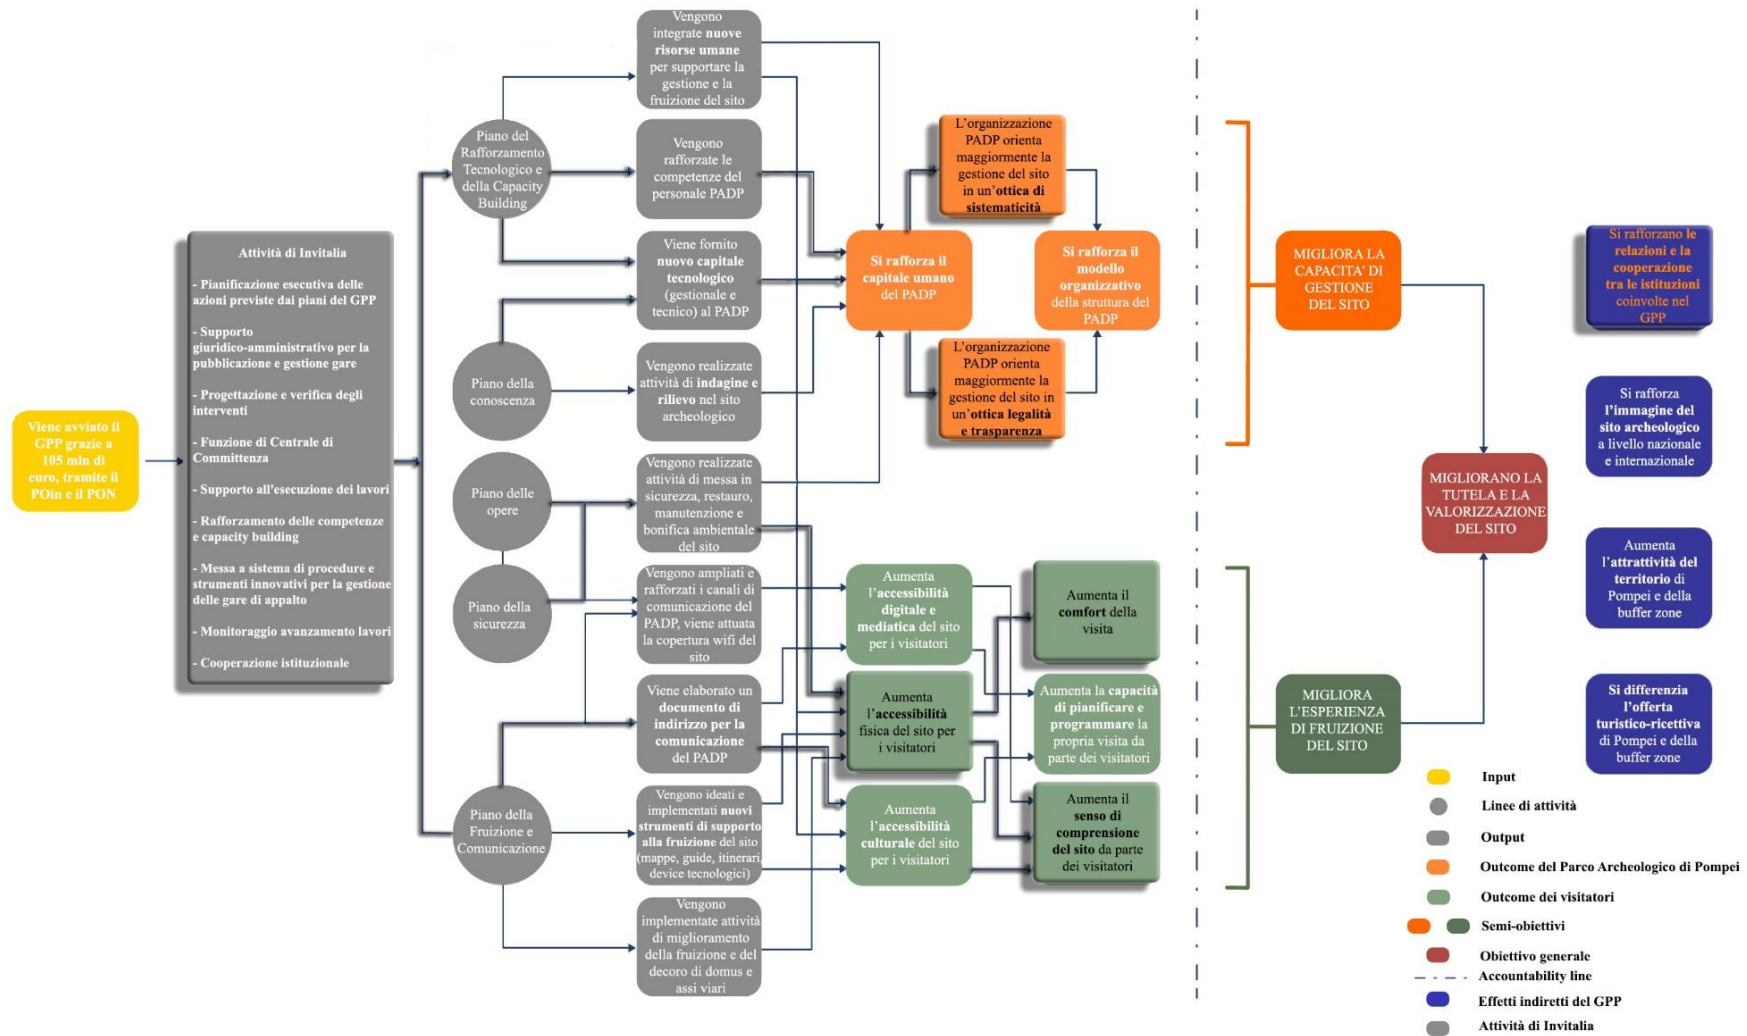 Viene avviato il
GPP grazie a
105 mln di
euro, tramite il
POin e il PON
Attività di Invitalia
- Pianificazione esecutiva delle
azioni previste dai piani del GPP
- Supporto
giuridico-amministrativo per la
pubblicazione e gestione gare
- Progettazione e verifica degli
interventi
- Funzione di Centrale di
Committenza
- Supporto all'esecuzione dei lavori
- Rafforzamento delle competenze
e capacity building
- Messa a sistema di procedure e
strumenti innovativi per la gestione
delle gare di appalto
- Monitoraggio avanzamento lavori
- Cooperazione istituzionale
Piano del
Rafforzamento
Tecnologico e
della Capacity
Building
Piano della
conoscenza
Piano delle
opere
Piano della
sicurezza
Piano della
Fruizione e
Comunicazione
Vengono
integrate nuove
risorse umane
per supportare la
gestione e la
fruizione del sito
Vengono
rafforzate le
competenze del
personale PADP
Viene fornito
nuovo capitale
tecnologico
(gestionale e
tecnico) al PADP
Vengono realizzate
attività di indagine e
rilievo nel sito
archeologico
Vengono realizzate
attività di messa in
sicurezza, restauro,
manutenzione e
bonifica ambientale
del sito
Vengono ampliati e
rafforzati i canali di
comunicazione del
PADP, viene attuata
la copertura wifi del
sito
Viene elaborato un
documento di
indirizzo per la
comunicazione
del PADP
Vengono ideati e
implementati nuovi
strumenti di supporto
alla fruizione del sito
(mappe, guide, itinerari,
device tecnologici)
Vengono
implementate attività
di miglioramento
della fruizione e del
decoro di domus e
assi viari
Si rafforza il
capitale umano
del PADP
L'organizzazione
PADP orienta
maggiormente la
gestione del sito
in un'ottica di
sistematicità
L'organizzazione
PADP orienta
maggiormente la
gestione del sito in
un'ottica legalità
e trasparenza
Si rafforza il
modello
organizzativo
della struttura del
PADP
Aumenta
l'accessibilità
digitale e
mediatica del sito
per i visitatori
Aumenta
l'accessibilità
fisica del sito per
i visitatori
Aumenta
l'accessibilità
culturale del sito
per i visitatori
Aumenta il
comfort della
visita
Aumenta la capacità
di pianificare e
programmare la
propria visita da
parte dei visitatori
Aumenta il
senso di
comprensione
del sito da parte
dei visitatori
MIGLIORA LA
CAPACITA' DI
GESTIONE
DEL SITO
MIGLIORA
L'ESPERIENZA
DI FRUIZIONE
DEL SITO
MIGLIORANO LA
TUTELA E LA
VALORIZZAZIONE
DEL SITO
Si rafforzano le
relazioni e la
cooperazione
tra le istituzioni
coinvolte nel
GPP
Si rafforza
l'immagine del
sito archeologico
a livello nazionale
e internazionale
Aumenta
l'attrattività del
territorio di
Pompei e della
buffer zone
Si differenzia
l'offerta
turistico-ricettiva
di Pompei e della
buffer zone
Input
Linee di attività
Output
Outcome del Parco Archeologico di Pompei
Outcome dei visitatori
Semi-obiettivi
Obiettivo generale
Accountability line
Effetti indiretti del GPP
Attività di Invitalia